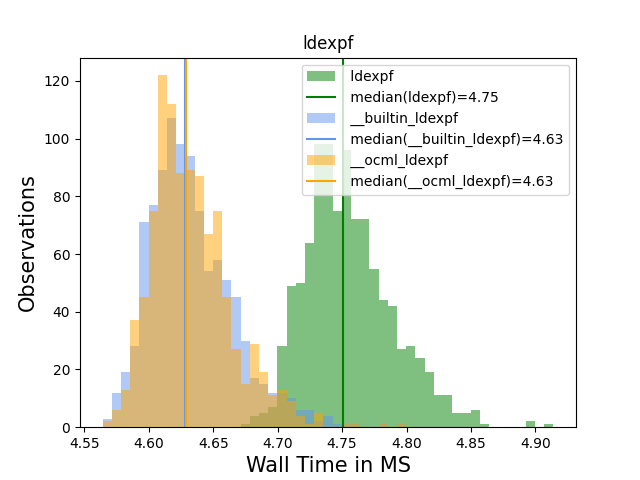 ldexpf
120
100
80
60
40
20
0
Observations
ldexpf
median(ldexpf)=4.75
__builtin_ldexpf
median(__builtin_ldexpf)=4.63
__ocml_ldexpf
median(__ocml_ldexpf)=4.63
4.55 4.60 4.65 4.70 4.75 4.80 4.85 4.90
Wall Time in MS